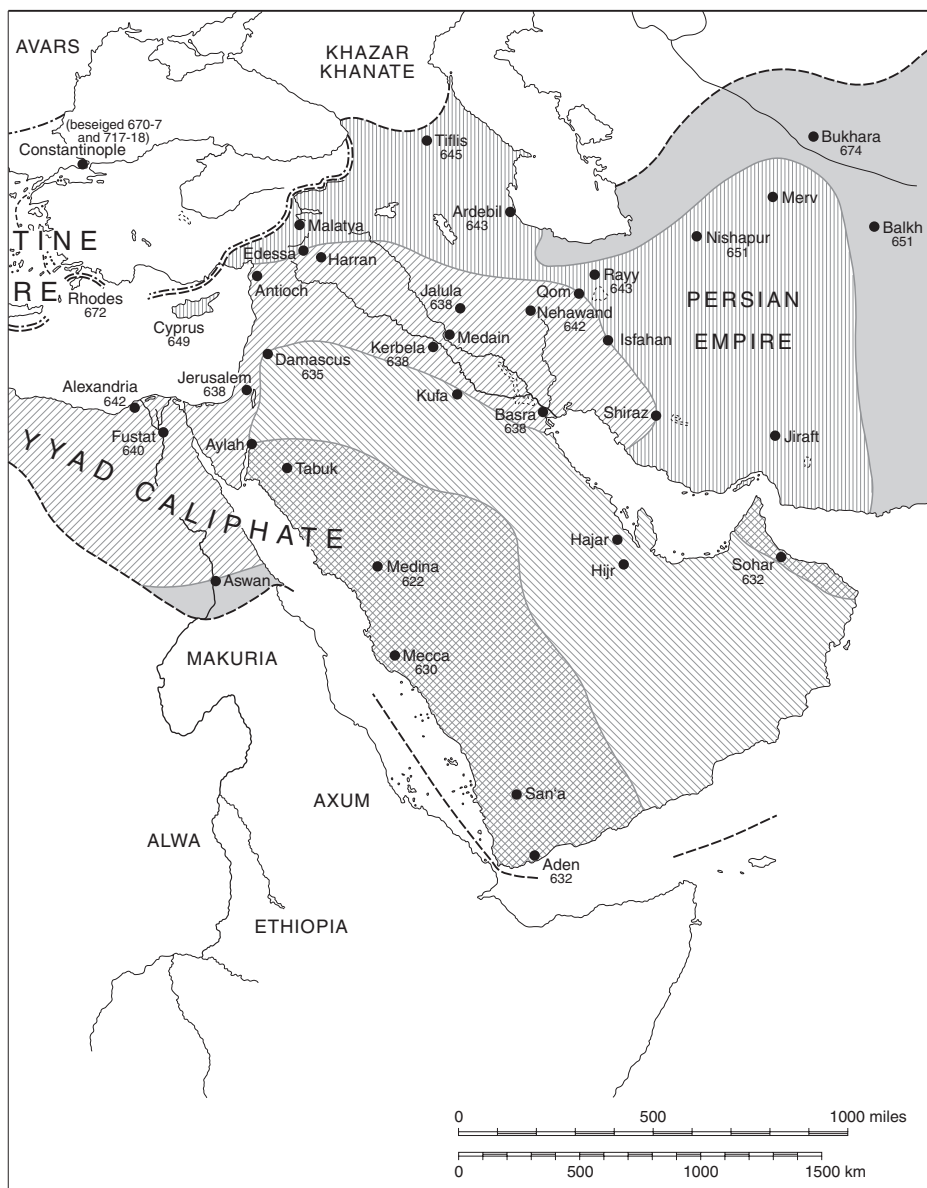 AVARS
KHAZAR
KHANATE
(beseiged 670-7
and 717-18)
Constantinople
Tiflis
645
Bukhara
674
Merv
Ardebil
643
Malatya
Balkh
651
Nishapur
651
TINE
Edessa
Harran
RE
Rhodes
672
Antioch
Rayy
643
Jalula
638
Qom
Nehawand
642
PERSIAN
EMPIRE
Cyprus
649
Medain
Isfahan
Kerbela
638
Damascus
635
Jerusalem
638
Alexandria
642
Kufa
Basra
638
Shiraz
Fustat
640
Aylah
Jiraft
Tabuk
YYAD CALIPHATE
Hajar
Hijr
Sohar
632
Medina
622
Aswan
MAKURIA
Mecca
630
AXUM
San'a
ALWA
Aden
632
ETHIOPIA
0 500 1000 miles
0 500 1000 1500 km